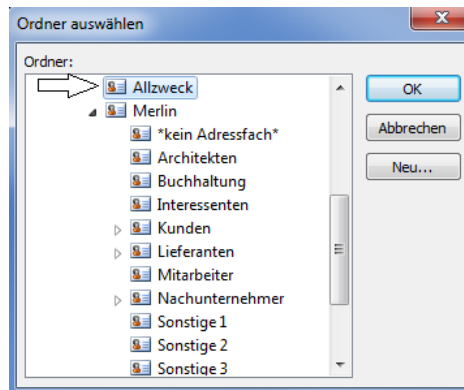 Ordner auswählen
Ordner:
Allzweck
Merlin
*kein Adressfach*
Architekten
Buchhaltung
Interessenten
Kunden
Lieferanten
Mitarbeiter
Nachunternehmer
Sonstige 1
Sonstige 2
Sonstige 3
OK
Abbrechen
Neu...